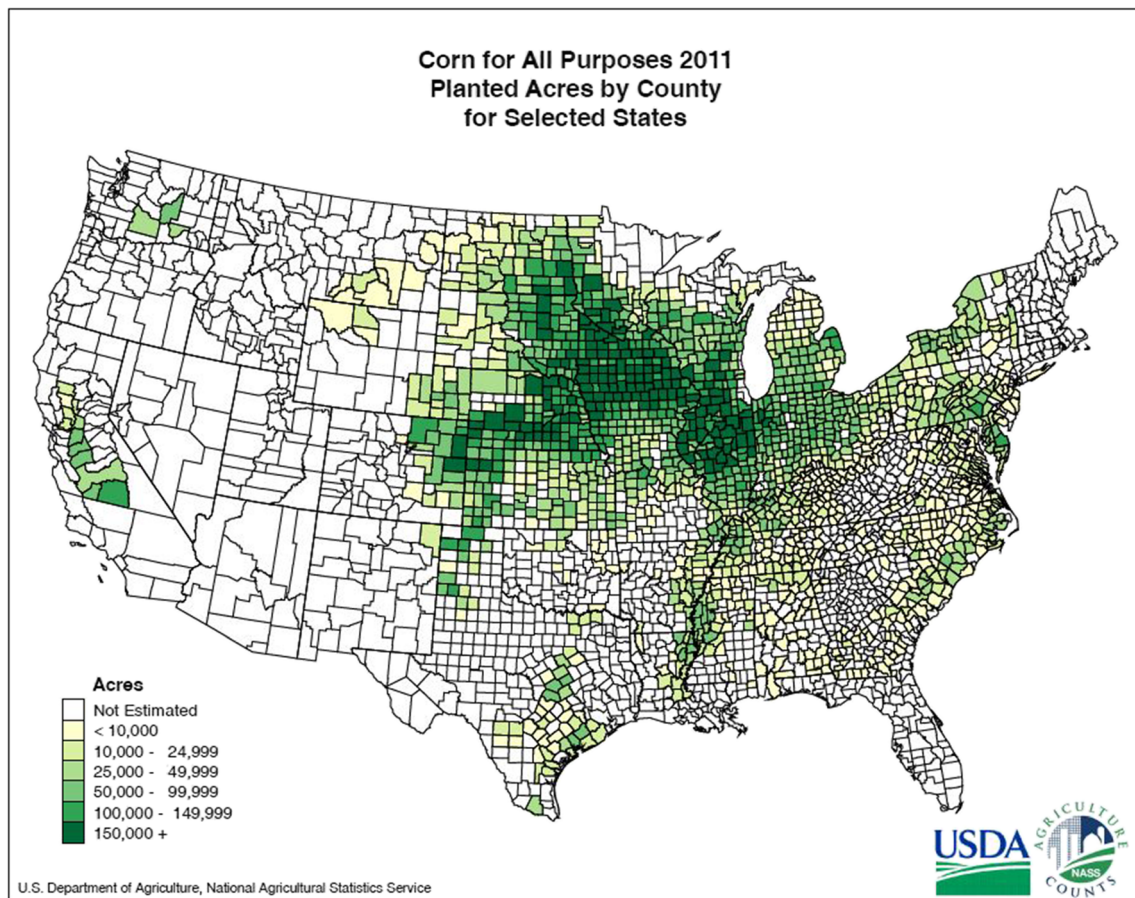 Corn for All Purposes 2011
Planted Acres by County
for Selected States
Acres
Not Estimated
< 10,000
10,000 - 24,999
25,000 - 49,999
50,000 - 99,999
100,000 - 149,999
150,000 +
U.S. Department of Agriculture, National Agricultural Statistics Service
USDA
AGRICULTURE
NASS
COUNTS